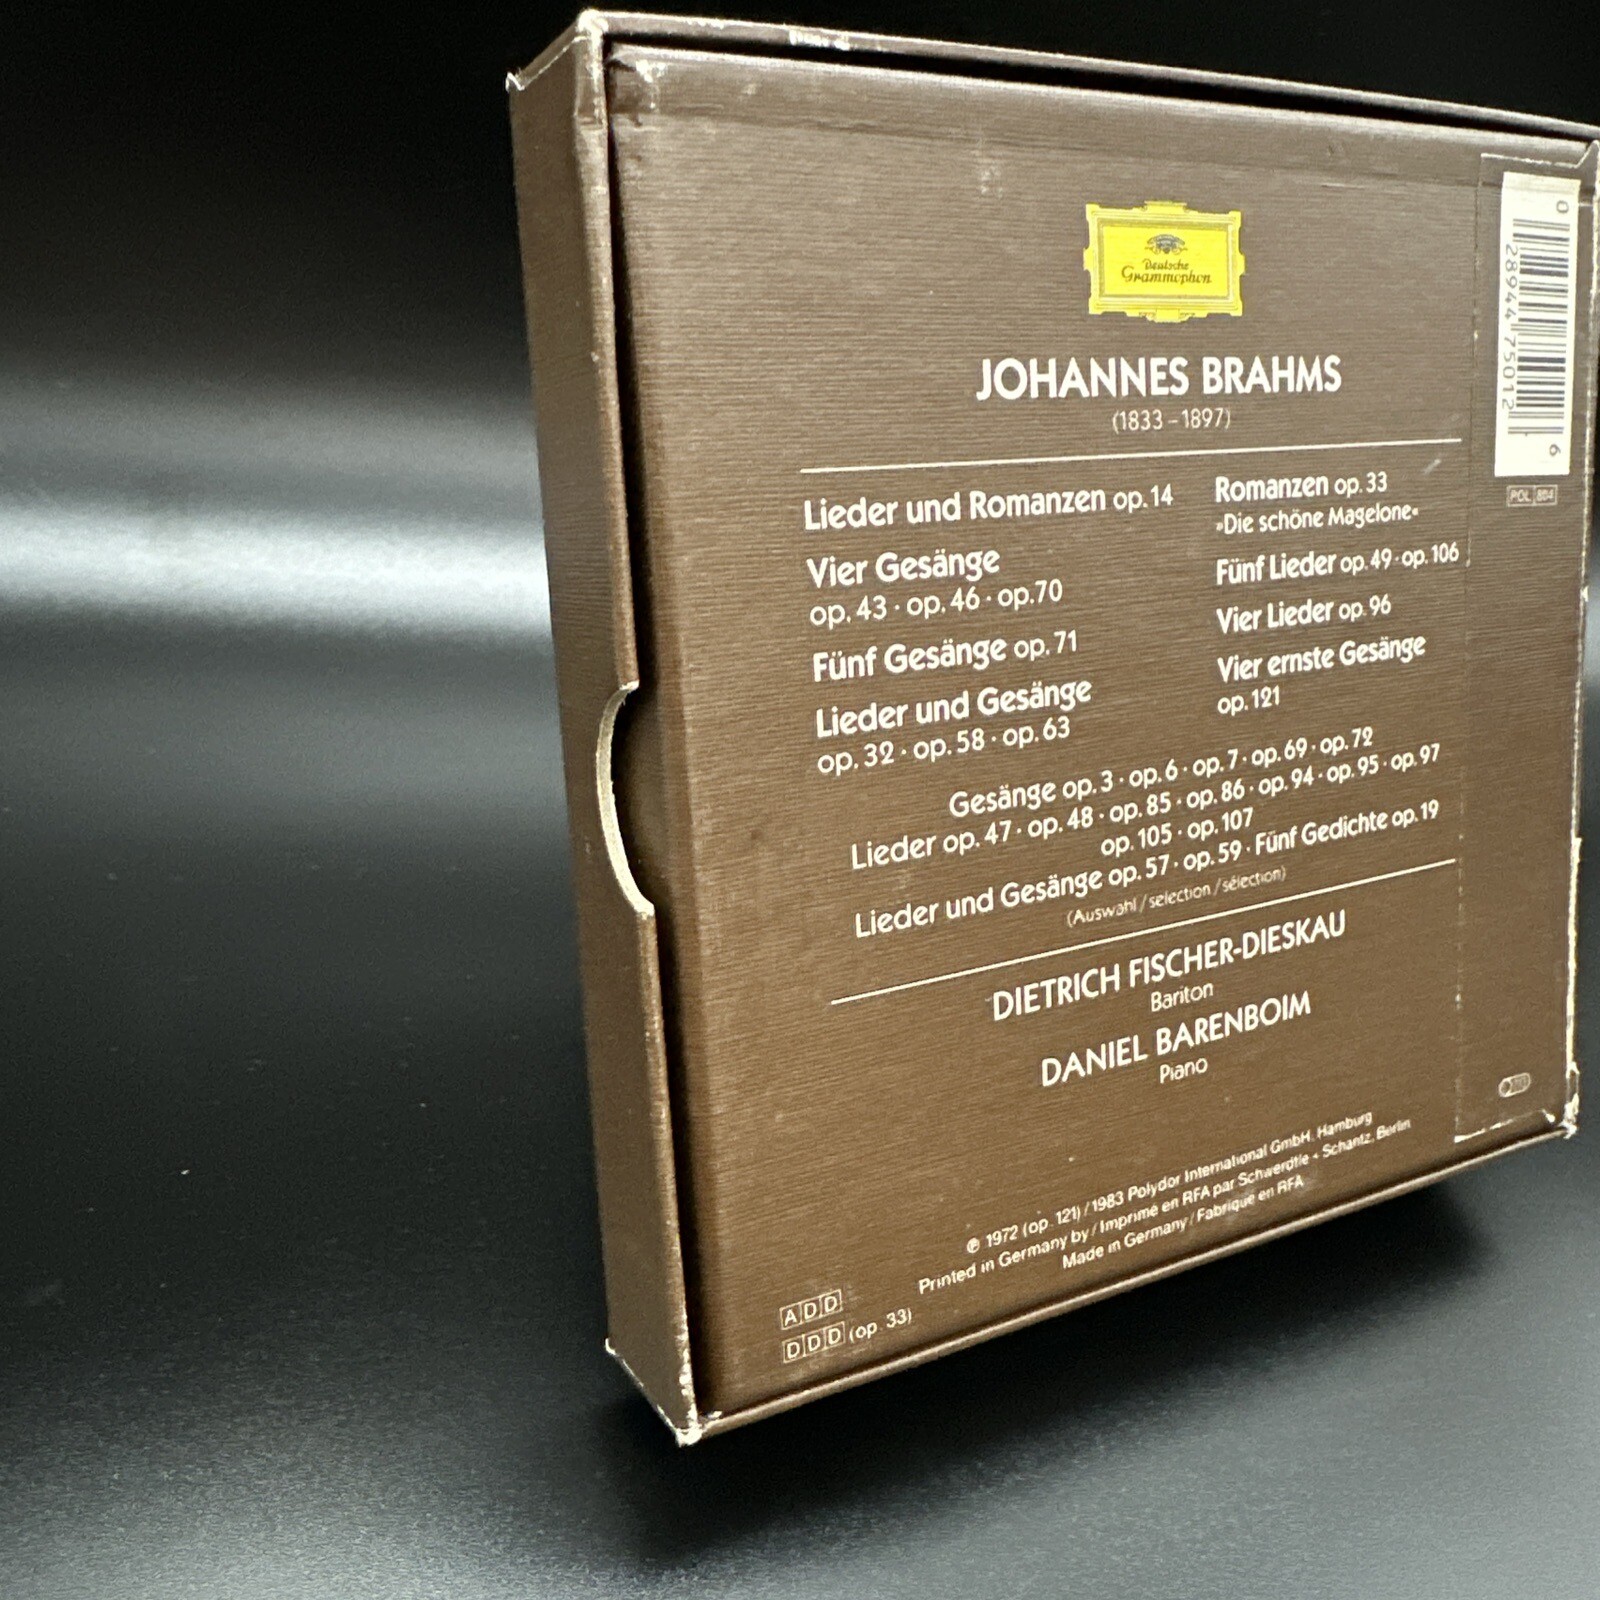 Deutsche
Grammophon
JOHANNES BRAHMS
(1833-1897)
Lieder und Romanzen op. 14
Vier Gesänge
op. 43 · op. 46 · op. 70
Fünf Gesänge op. 71
Lieder und Gesänge
op. 32 · op. 58 · op. 63
Romanzen op. 33
»Die schöne Magelone«
Fünf Lieder op. 49 · op. 106
Vier Lieder op. 96
Vier ernste Gesänge
op. 121
Gesänge op. 3 · op. 6 · op. 7 · op. 69 · op. 72
Lieder op. 47 · op. 48 · op. 85 · op. 86 · op. 94 · op. 95 · op. 97
op. 105 · op. 107
Lieder und Gesänge op. 57 · op. 59 · Fünf Gedichte op. 19
(Auswahl / selection / sélection)
DIETRICH FISCHER-DIESKAU
Bariton
DANIEL BARENBOIM
Piano
℗ 1972 (op. 121) / 1983 Polydor International GmbH, Hamburg
Printed in Germany by / Imprimé en RFA par Schwerdtle + Schantz, Berlin
Made in Germany / Fabriqué en RFA
ADD
DDD (op. 33)
0 28944 75012 6
POL 804